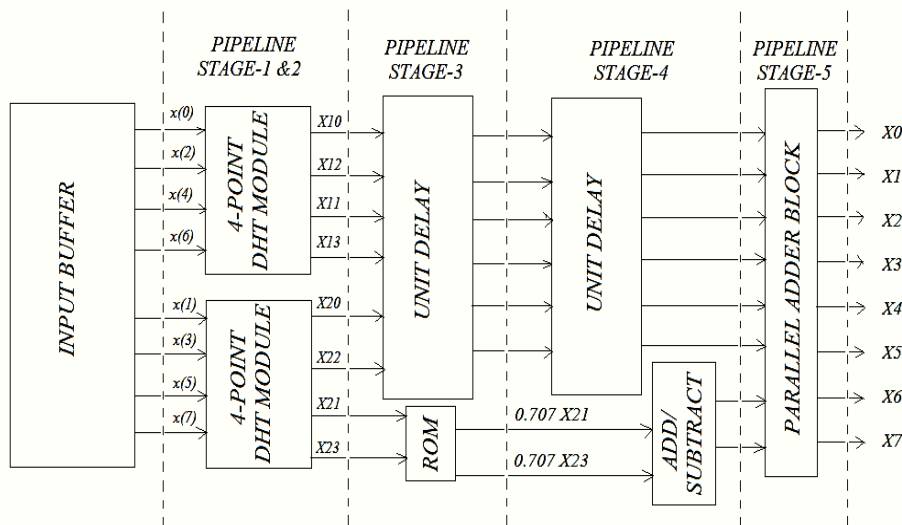 PIPELINE
STAGE-1 &2
PIPELINE
STAGE-3
PIPELINE
STAGE-4
PIPELINE
STAGE-5
INPUT BUFFER
x(0)
x(2)
x(4)
x(6)
x(1)
x(3)
x(5)
x(7)
4-POINT
DHT MODULE
4-POINT
DHT MODULE
X10
X12
X11
X13
X20
X22
X21
X23
UNIT DELAY
ROM
0.707 X21
0.707 X23
UNIT DELAY
ADD/
SUBTRACT
PARALLEL ADDER BLOCK
X0
X1
X2
X3
X4
X5
X6
X7